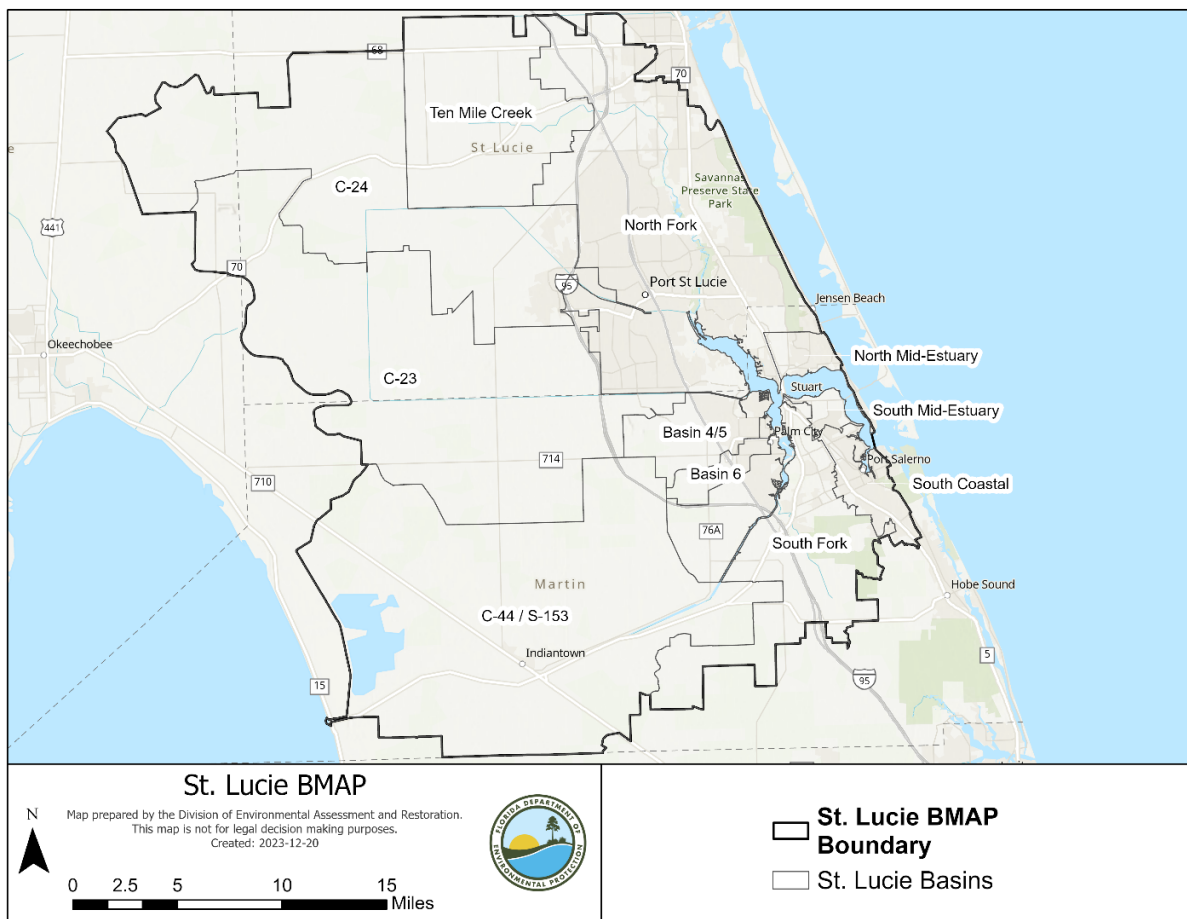 68
70
Ten Mile Creek
St Lucie
Savannas
Preserve State
Park
C-24
441
North Fork
70
95
Port St Lucie
Jensen Beach
Okeechobee
North Mid-Estuary
C-23
Stuart
South Mid-Estuary
Basin 4/5
Palm City
714
Port Salerno
Basin 6
710
South Coastal
76A
South Fork
Martin
Hobe Sound
C-44 / S-153
Indiantown
5
15
95
St. Lucie BMAP
Map prepared by the Division of Environmental Assessment and Restoration.
This map is not for legal decision making purposes.
Created: 2023-12-20
N
0 2.5 5 10 15
Miles
FLORIDA DEPARTMENT OF
ENVIRONMENTAL PROTECTION
St. Lucie BMAP
Boundary
St. Lucie Basins